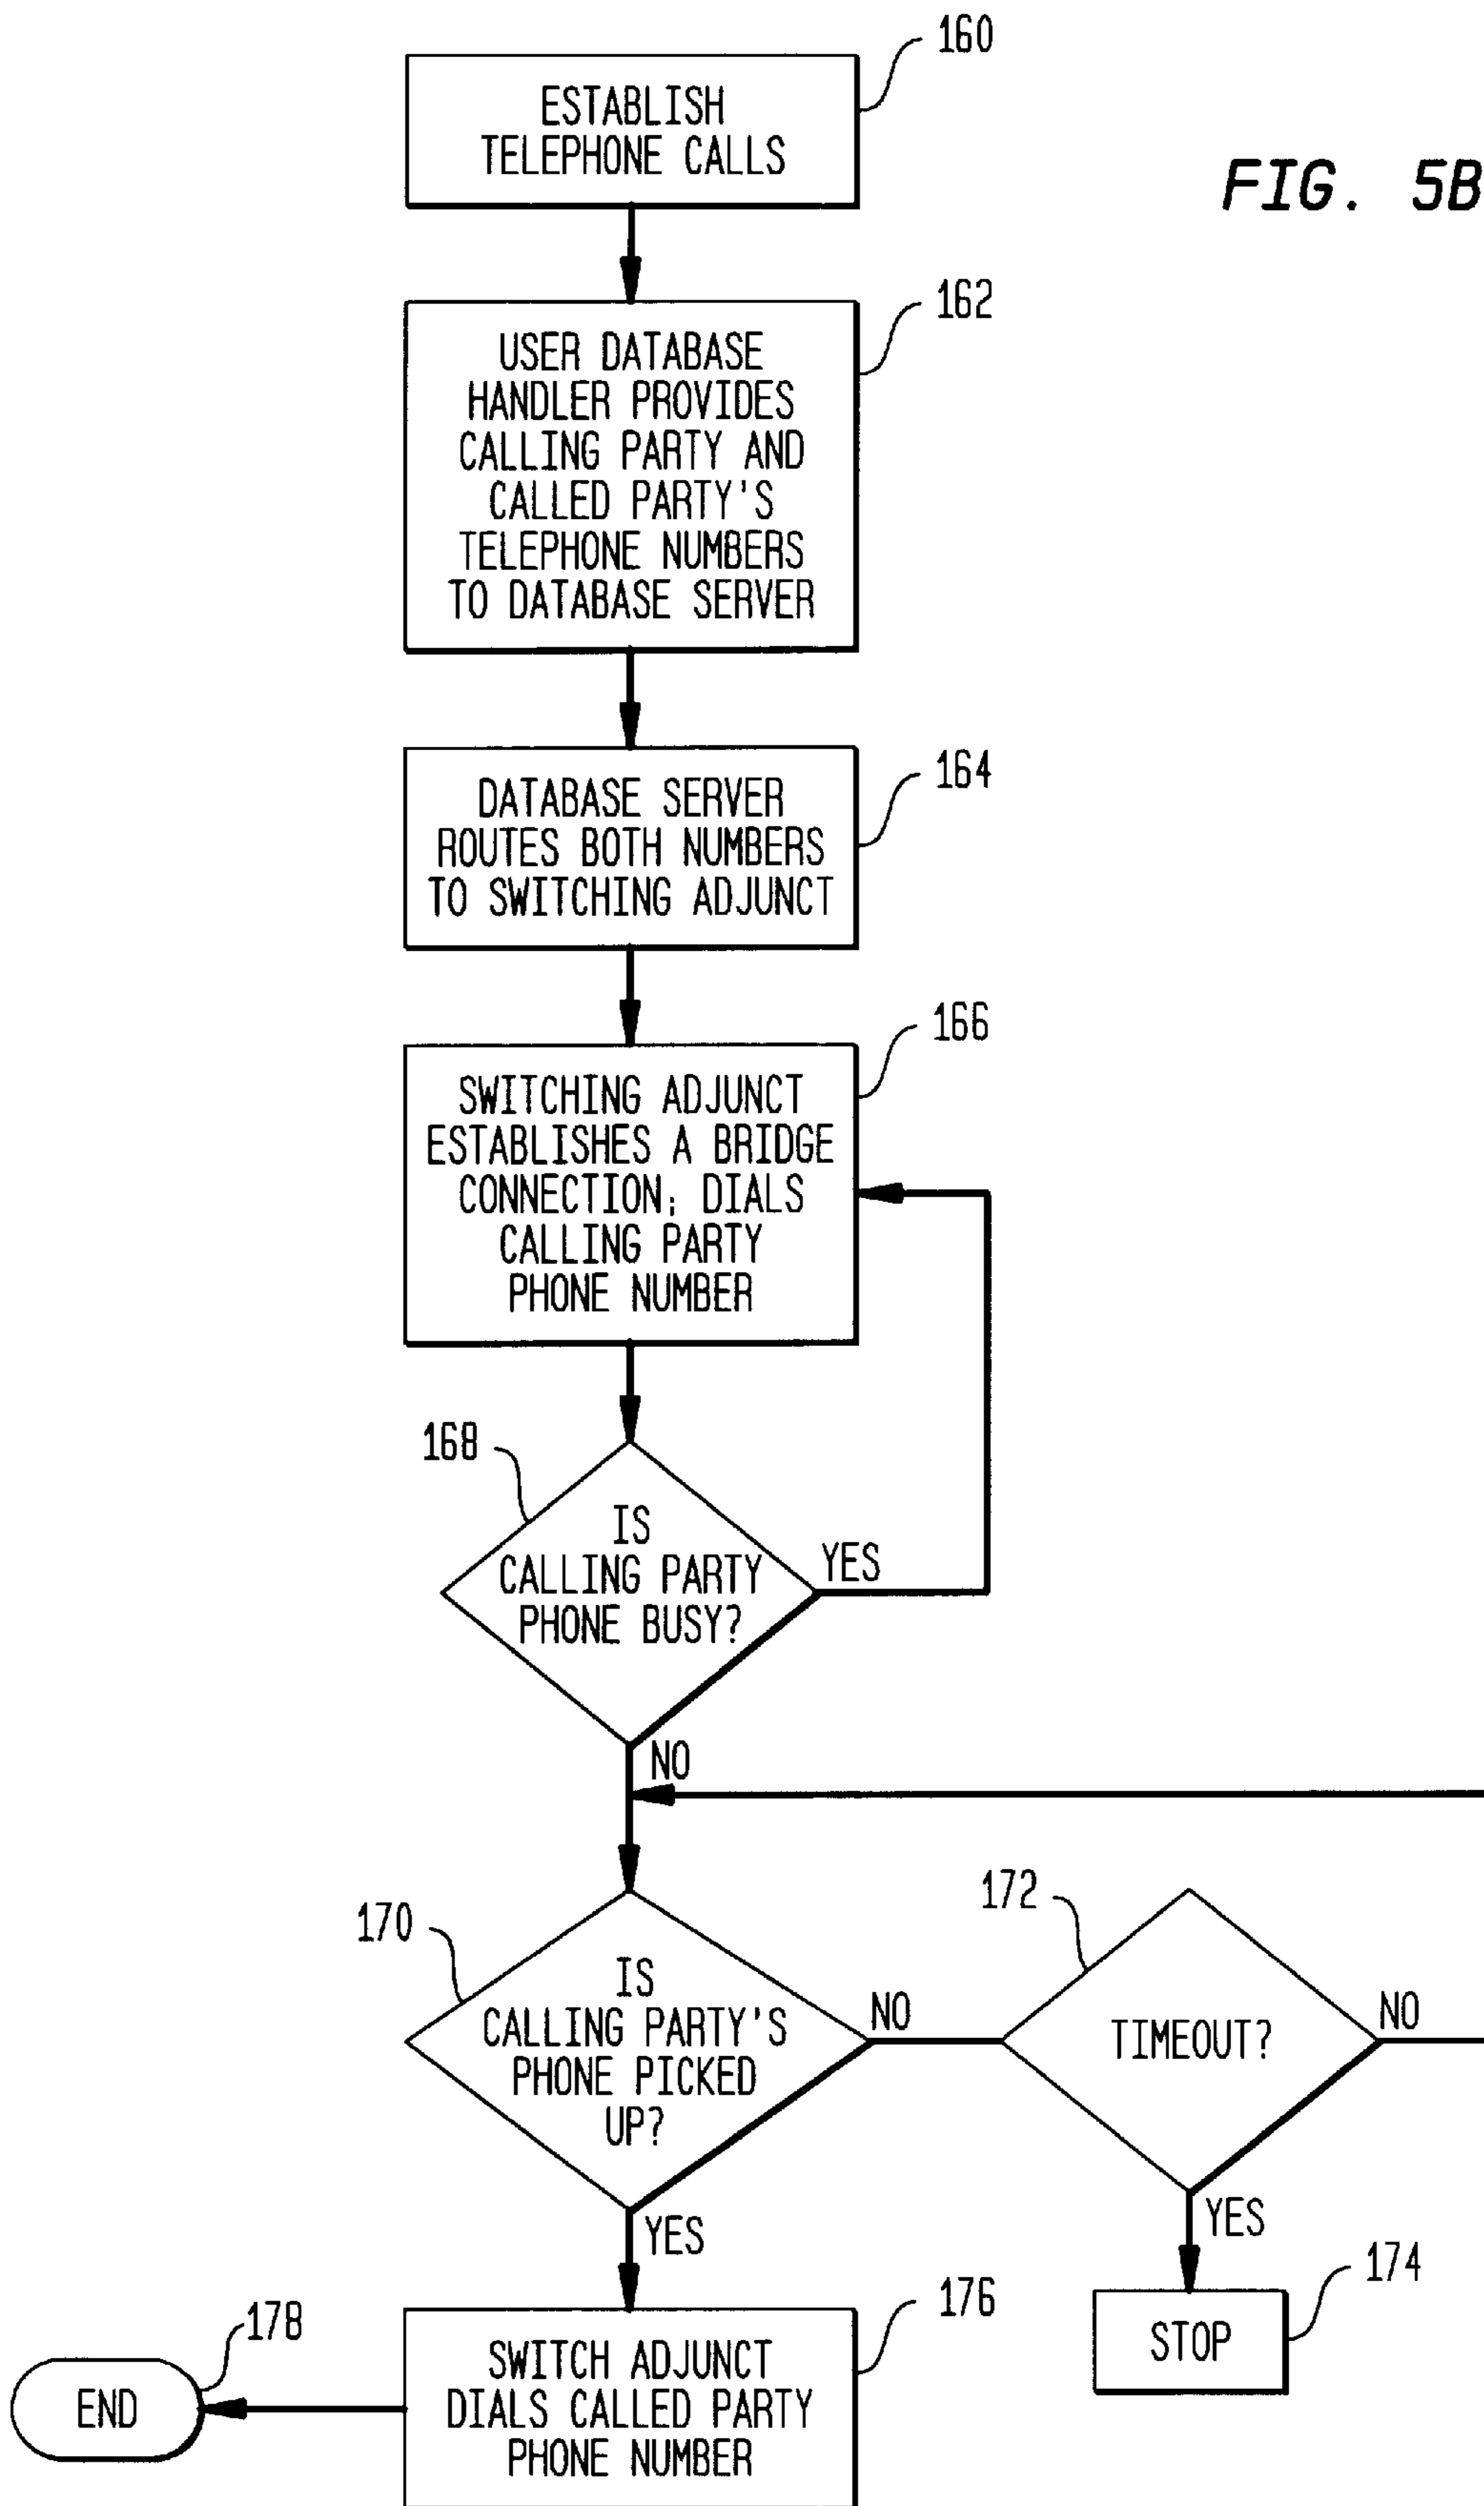 160
ESTABLISH
TELEPHONE CALLS
FIG. 5B
162
USER DATABASE
HANDLER PROVIDES
CALLING PARTY AND
CALLED PARTY'S
TELEPHONE NUMBERS
TO DATABASE SERVER
164
DATABASE SERVER
ROUTES BOTH NUMBERS
TO SWITCHING ADJUNCT
166
SWITCHING ADJUNCT
ESTABLISHES A BRIDGE
CONNECTION; DIALS
CALLING PARTY
PHONE NUMBER
168
IS
CALLING PARTY
PHONE BUSY?
YES
NO
170
IS
CALLING PARTY'S
PHONE PICKED
UP?
NO
172
TIMEOUT?
NO
YES
YES
174
STOP
176
SWITCH ADJUNCT
DIALS CALLED PARTY
PHONE NUMBER
178
END